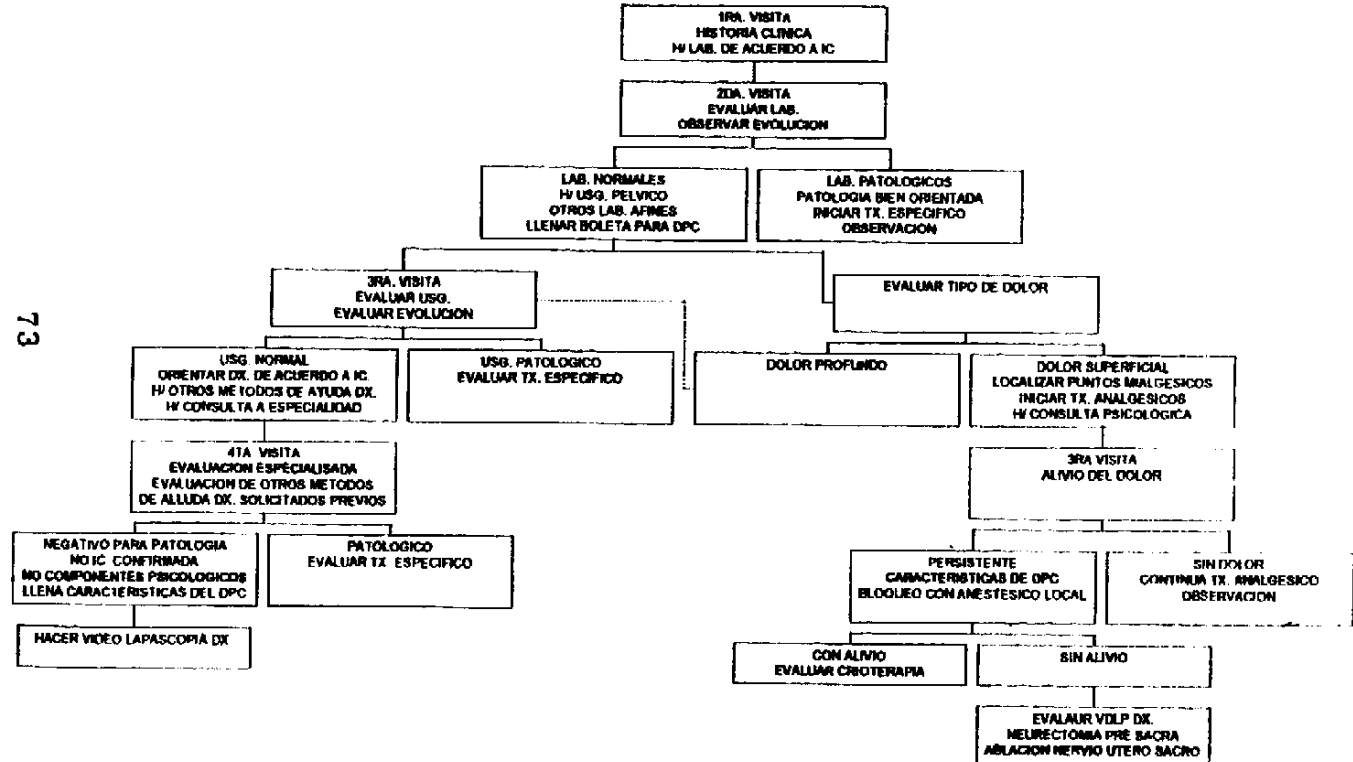 1RA. VISITA
HISTORIA CLINICA
H/ LAB. DE ACUERDO A IC
2DA. VISITA
EVALUAR LAB.
OBSERVAR EVOLUCION
LAB. NORMALES
H/ USG. PELVICO
OTROS LAB. AFINES
LLENAR BOLETA PARA DPC
LAB. PATOLOGICOS
PATOLOGIA BIEN ORIENTADA
INICIAR TX. ESPECIFICO
OBSERVACION
3RA. VISITA
EVALUAR USG.
EVALUAR EVOLUCION
EVALUAR TIPO DE DOLOR
USG. NORMAL
ORIENTAR DX. DE ACUERDO A IC.
H/ OTROS METODOS DE AYUDA DX.
H/ CONSULTA A ESPECIALIDAD
USG. PATOLOGICO
EVALUAR TX. ESPECIFICO
DOLOR PROFUNDO
DOLOR SUPERFICIAL
LOCALIZAR PUNTOS MIALGESICOS
INICIAR TX. ANALGESICOS
H/ CONSULTA PSICOLOGICA
4TA VISITA
EVALUACION ESPECIALISADA
EVALUACION DE OTROS METODOS
DE ALLUDA DX. SOLICITADOS PREVIOS
3RA VISITA
ALIVIO DEL DOLOR
NEGATIVO PARA PATOLOGIA
NO IC CONFIRMADA
NO COMPONENTES PSICOLOGICOS
LLENA CARACTERISTICAS DEL DPC
PATOLOGICO
EVALUAR TX ESPECIFICO
PERSISTENTE
CARACTERISTICAS DE DPC
BLOQUEO CON ANESTESICO LOCAL
SIN DOLOR
CONTINUA TX. ANALGESICO
OBSERVACION
HACER VIDEO LAPASCOPIA DX
CON ALIVIO
EVALUAR CRIOTERAPIA
SIN ALIVIO
EVALAUR VDLP DX.
NEURECTOMIA PRE SACRA
ABLACION NERVIO UTERO SACRO
73